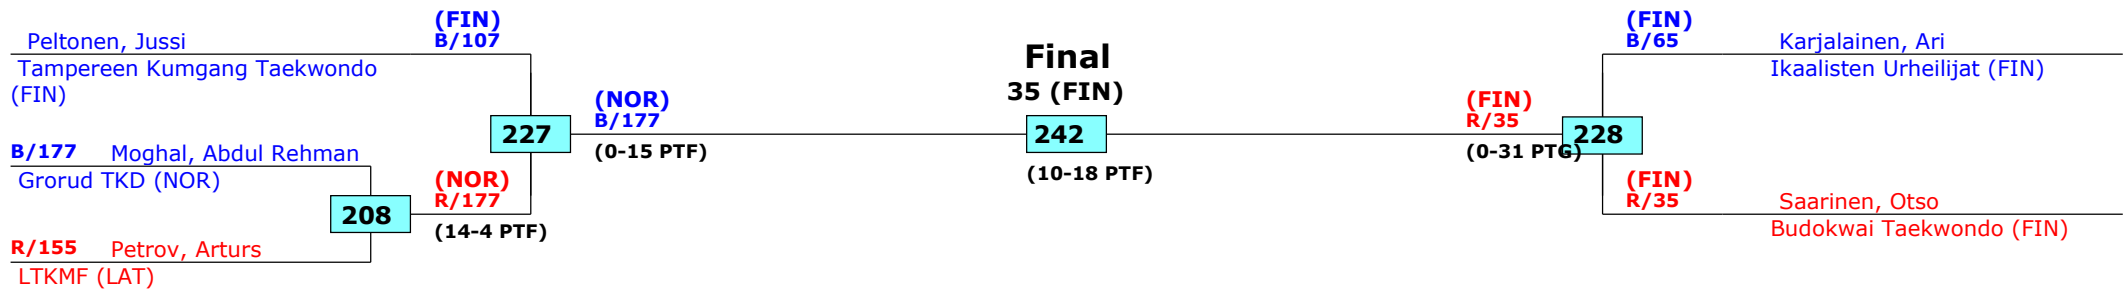 (FIN)
B/107
Peltonen, Jussi
Tampereen Kumgang Taekwondo
(FIN)
B/177 Moghal, Abdul Rehman
Grorud TKD (NOR)
R/155 Petrov, Arturs
LTKMF (LAT)
208
(NOR)
R/177
(14-4 PTF)
227
(NOR)
B/177
(0-15 PTF)
Final
35 (FIN)
242
(10-18 PTF)
(FIN)
R/35
(0-31 PTG)
228
(FIN)
B/65
Karjalainen, Ari
Ikaalisten Urheilijat (FIN)
(FIN)
R/35
Saarinen, Otso
Budokwai Taekwondo (FIN)